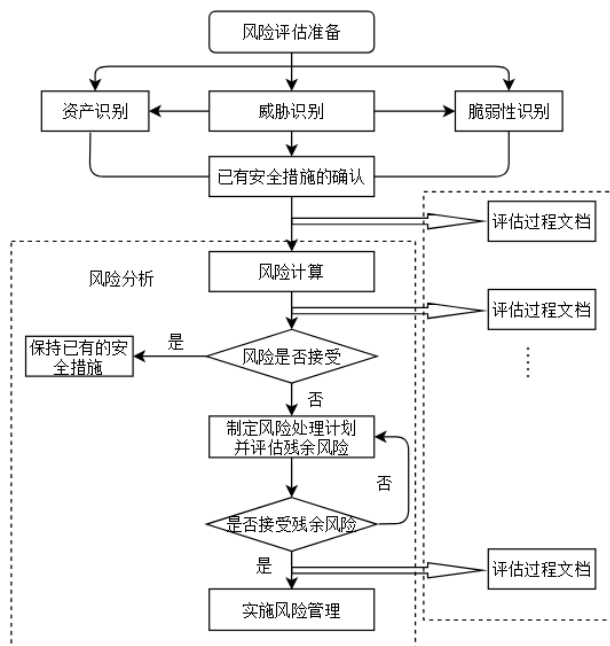 风险评估准备
资产识别
威胁识别
脆弱性识别
已有安全措施的确认
评估过程文档
风险分析
风险计算
评估过程文档
保持已有的安
全措施
是
风险是否接受
否
制定风险处理计划
并评估残余风险
否
是否接受残余风险
是
评估过程文档
实施风险管理